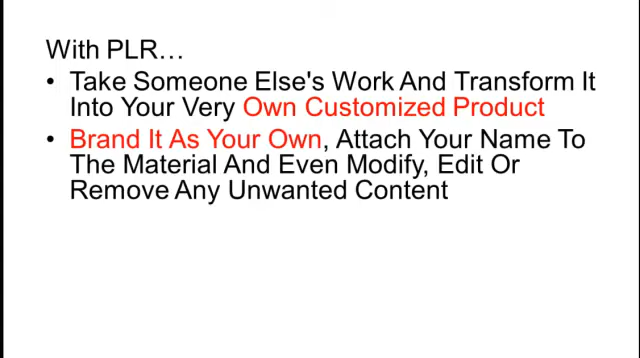 With PLR…
• Take Someone Else's Work And Transform It
Into Your Very Own Customized Product
• Brand It As Your Own, Attach Your Name To
The Material And Even Modify, Edit Or
Remove Any Unwanted Content